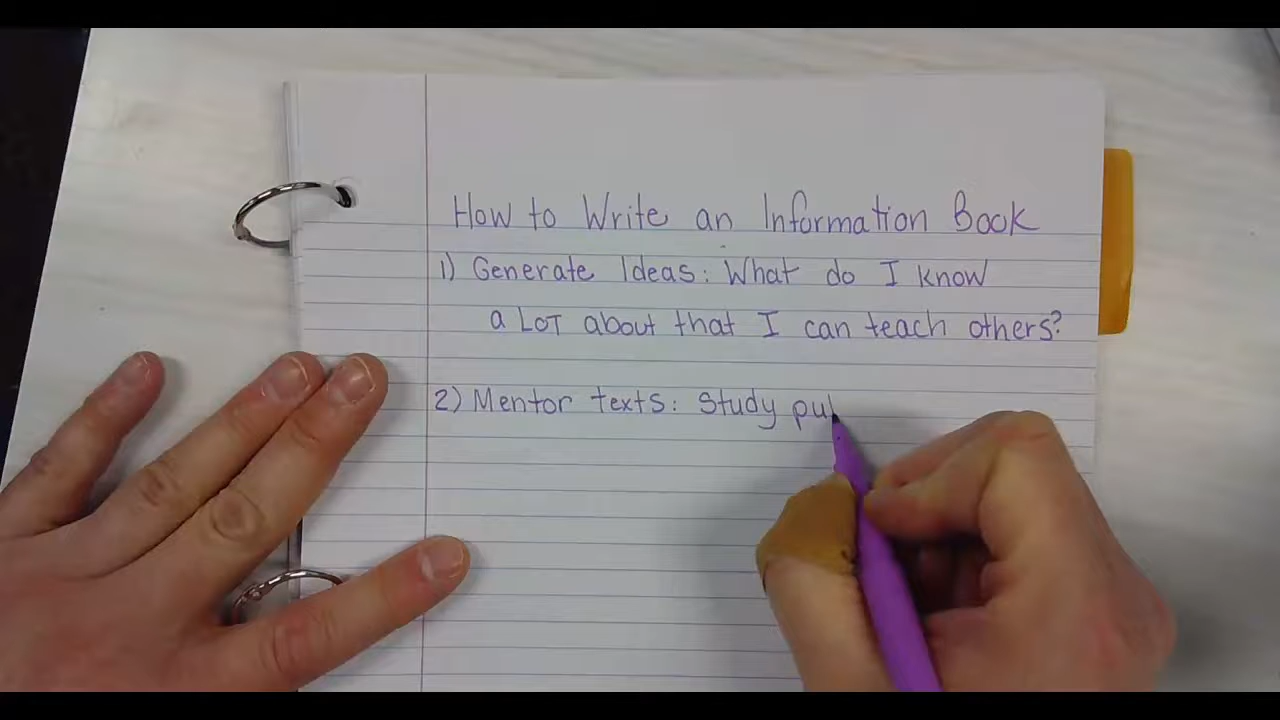 How to Write an Information Book
1) Generate Ideas: What do I know
a LOT about that I can teach others?
2) Mentor texts: Study pu